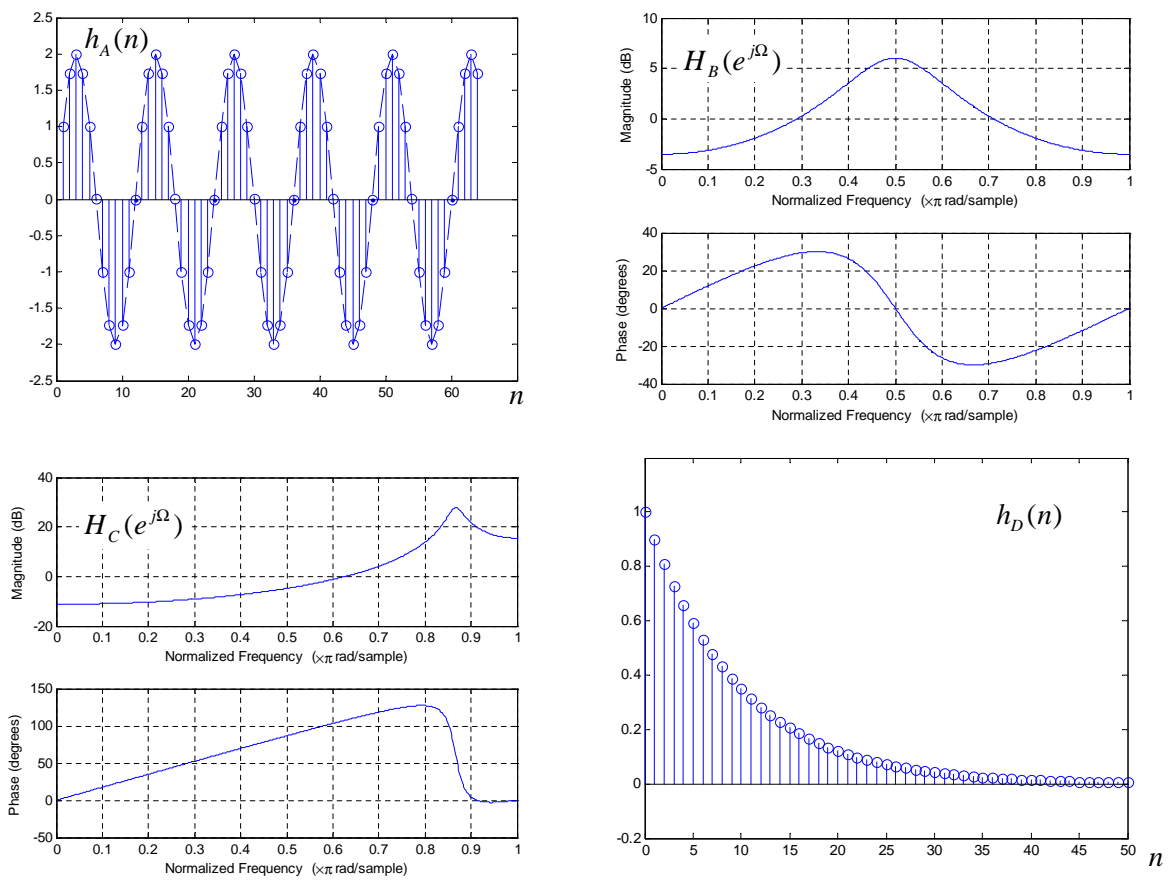 h_A(n)
2.5
2
1.5
1
0.5
0
-0.5
-1
-1.5
-2
-2.5
0 10 20 30 40 50 60
n
H_B(e^{jΩ})
Magnitude (dB)
10
5
0
-5
0 0.1 0.2 0.3 0.4 0.5 0.6 0.7 0.8 0.9 1
Normalized Frequency (×π rad/sample)
Phase (degrees)
40
20
0
-20
-40
0 0.1 0.2 0.3 0.4 0.5 0.6 0.7 0.8 0.9 1
Normalized Frequency (×π rad/sample)
H_C(e^{jΩ})
Magnitude (dB)
40
20
0
-20
0 0.1 0.2 0.3 0.4 0.5 0.6 0.7 0.8 0.9 1
Normalized Frequency (×π rad/sample)
Phase (degrees)
150
100
50
0
-50
0 0.1 0.2 0.3 0.4 0.5 0.6 0.7 0.8 0.9 1
Normalized Frequency (×π rad/sample)
h_D(n)
1
0.8
0.6
0.4
0.2
0
-0.2
0 5 10 15 20 25 30 35 40 45 50
n